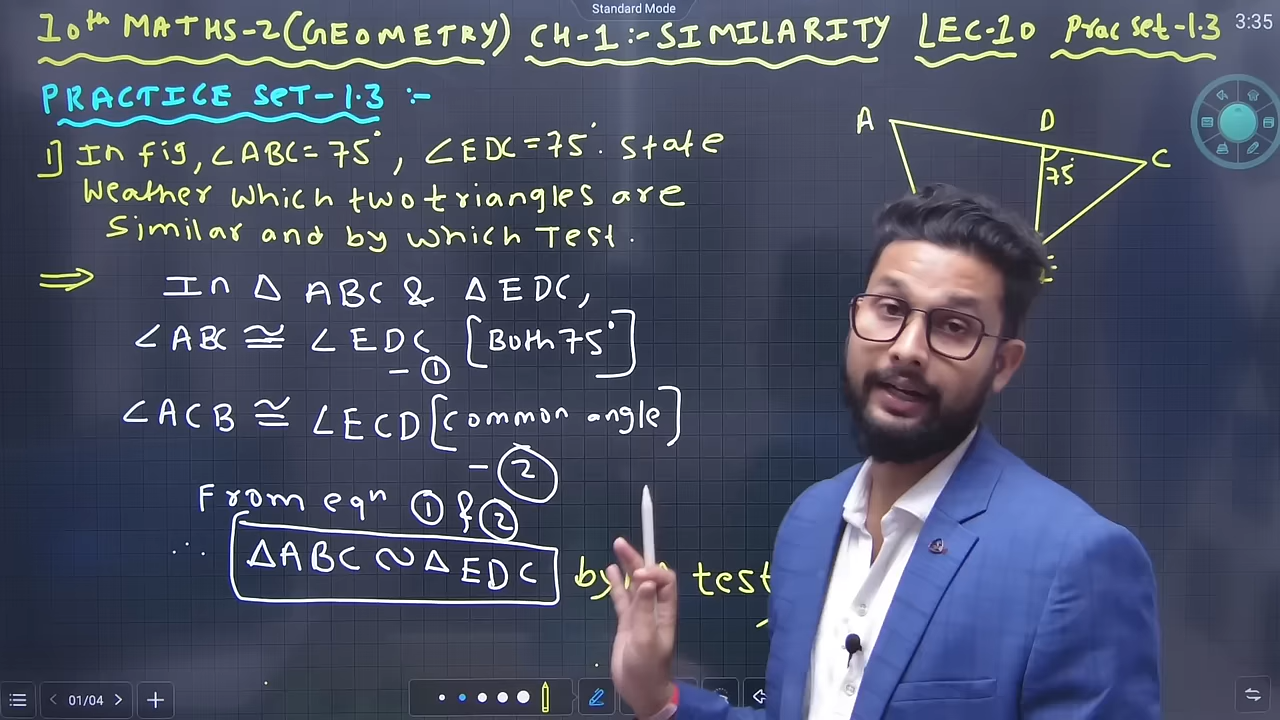 Standard Mode
3:35
10th MATHS-2(GEOMETRY) CH-1:-SIMILARITY LEC-10 Prac set-1.3
PRACTICE SET-1.3 :-
1] In fig, ∠ABC=75°, ∠EDC=75°. state
Weather which two triangles are
Similar and by which Test.
⇒ In △ ABC & △ EDC,
∠ABC ≅ ∠EDC [Both 75°]
-①
∠ACB ≅ ∠ECD [common angle]
-②
From eqn ① & ②
∴ △ABC ~ △EDC by test
A
D
75°
C
01/04